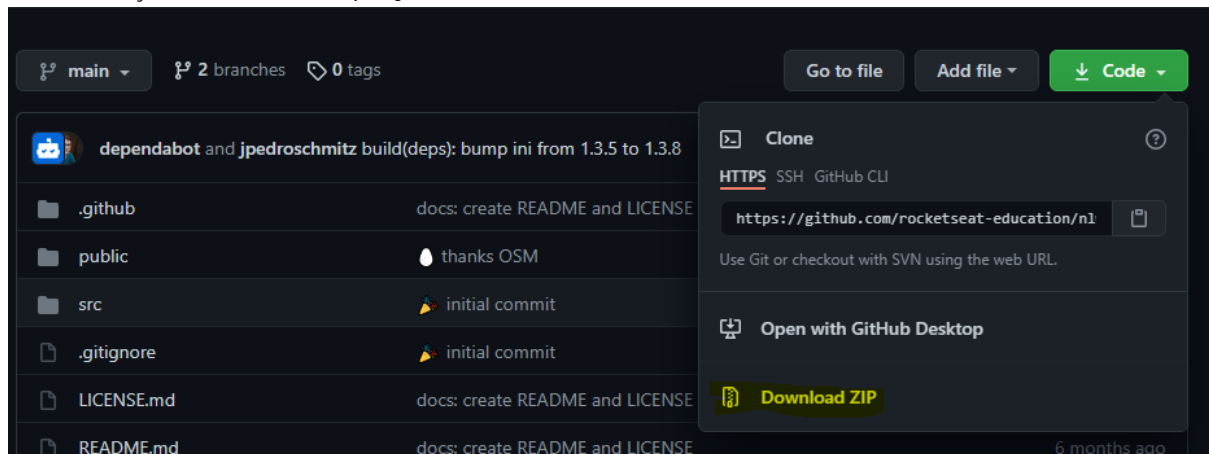 main
2 branches
0 tags
Go to file
Add file
Code
dependabot and jpedroschmitz build(deps): bump ini from 1.3.5 to 1.3.8
Clone
HTTPS SSH GitHub CLI
https://github.com/rocketseat-education/nl
Use Git or checkout with SVN using the web URL.
Open with GitHub Desktop
Download ZIP
.github docs: create README and LICENSE
public thanks OSM
src initial commit
.gitignore initial commit
LICENSE.md docs: create README and LICENSE
README.md docs: create README and LICENSE 6 months ago